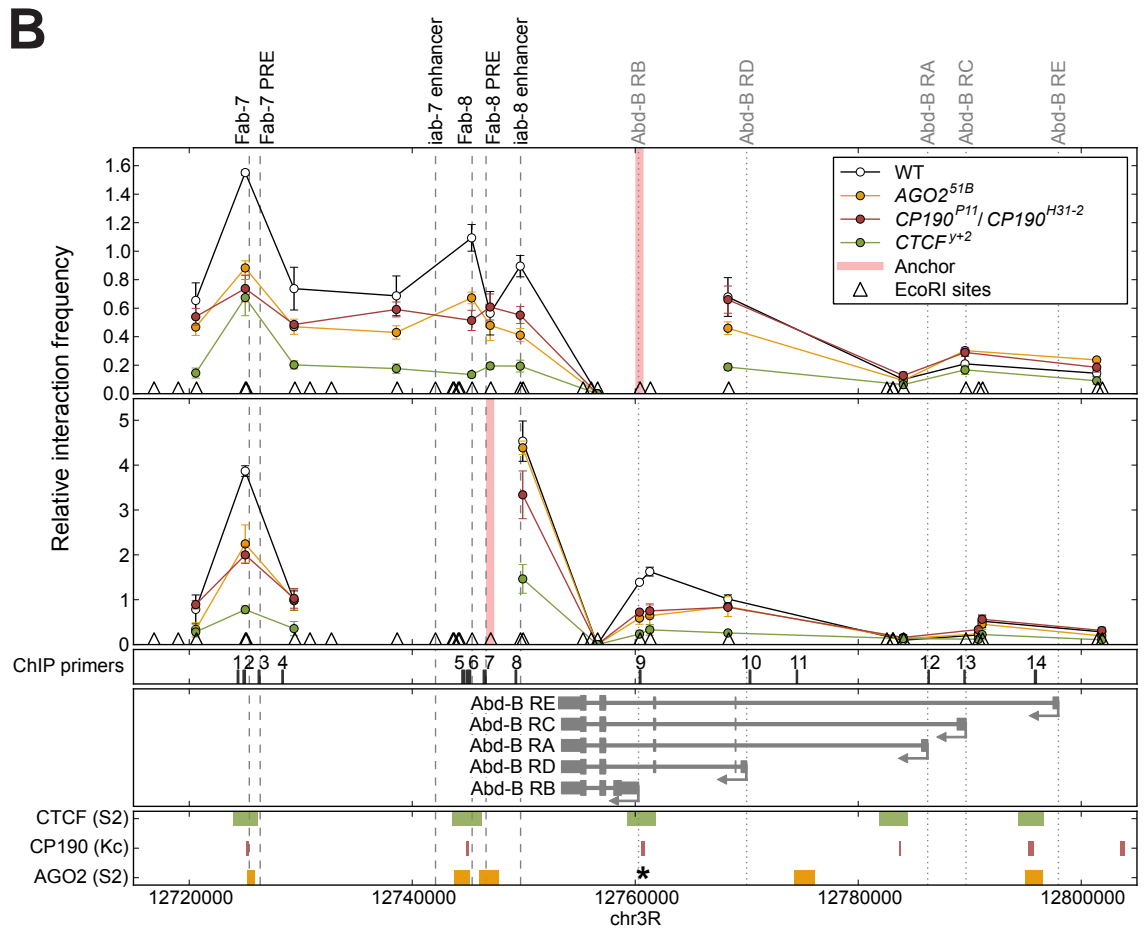 B
Fab-7
Fab-7 PRE
iab-7 enhancer
Fab-8
Fab-8 PRE
iab-8 enhancer
Abd-B RB
Abd-B RD
Abd-B RA
Abd-B RC
Abd-B RE
Relative interaction frequency
1.6
1.4
1.2
1.0
0.8
0.6
0.4
0.2
0.0
WT
AGO2 51B
CP190 P11 / CP190 H31-2
CTCF y+2
Anchor
EcoRI sites
5
4
3
2
1
0
ChIP primers
1 2 3 4 5 6 7 8 9 10 11 12 13 14
Abd-B RE
Abd-B RC
Abd-B RA
Abd-B RD
Abd-B RB
CTCF (S2)
CP190 (Kc)
AGO2 (S2)
*
12720000 12740000 12760000 12780000 12800000
chr3R